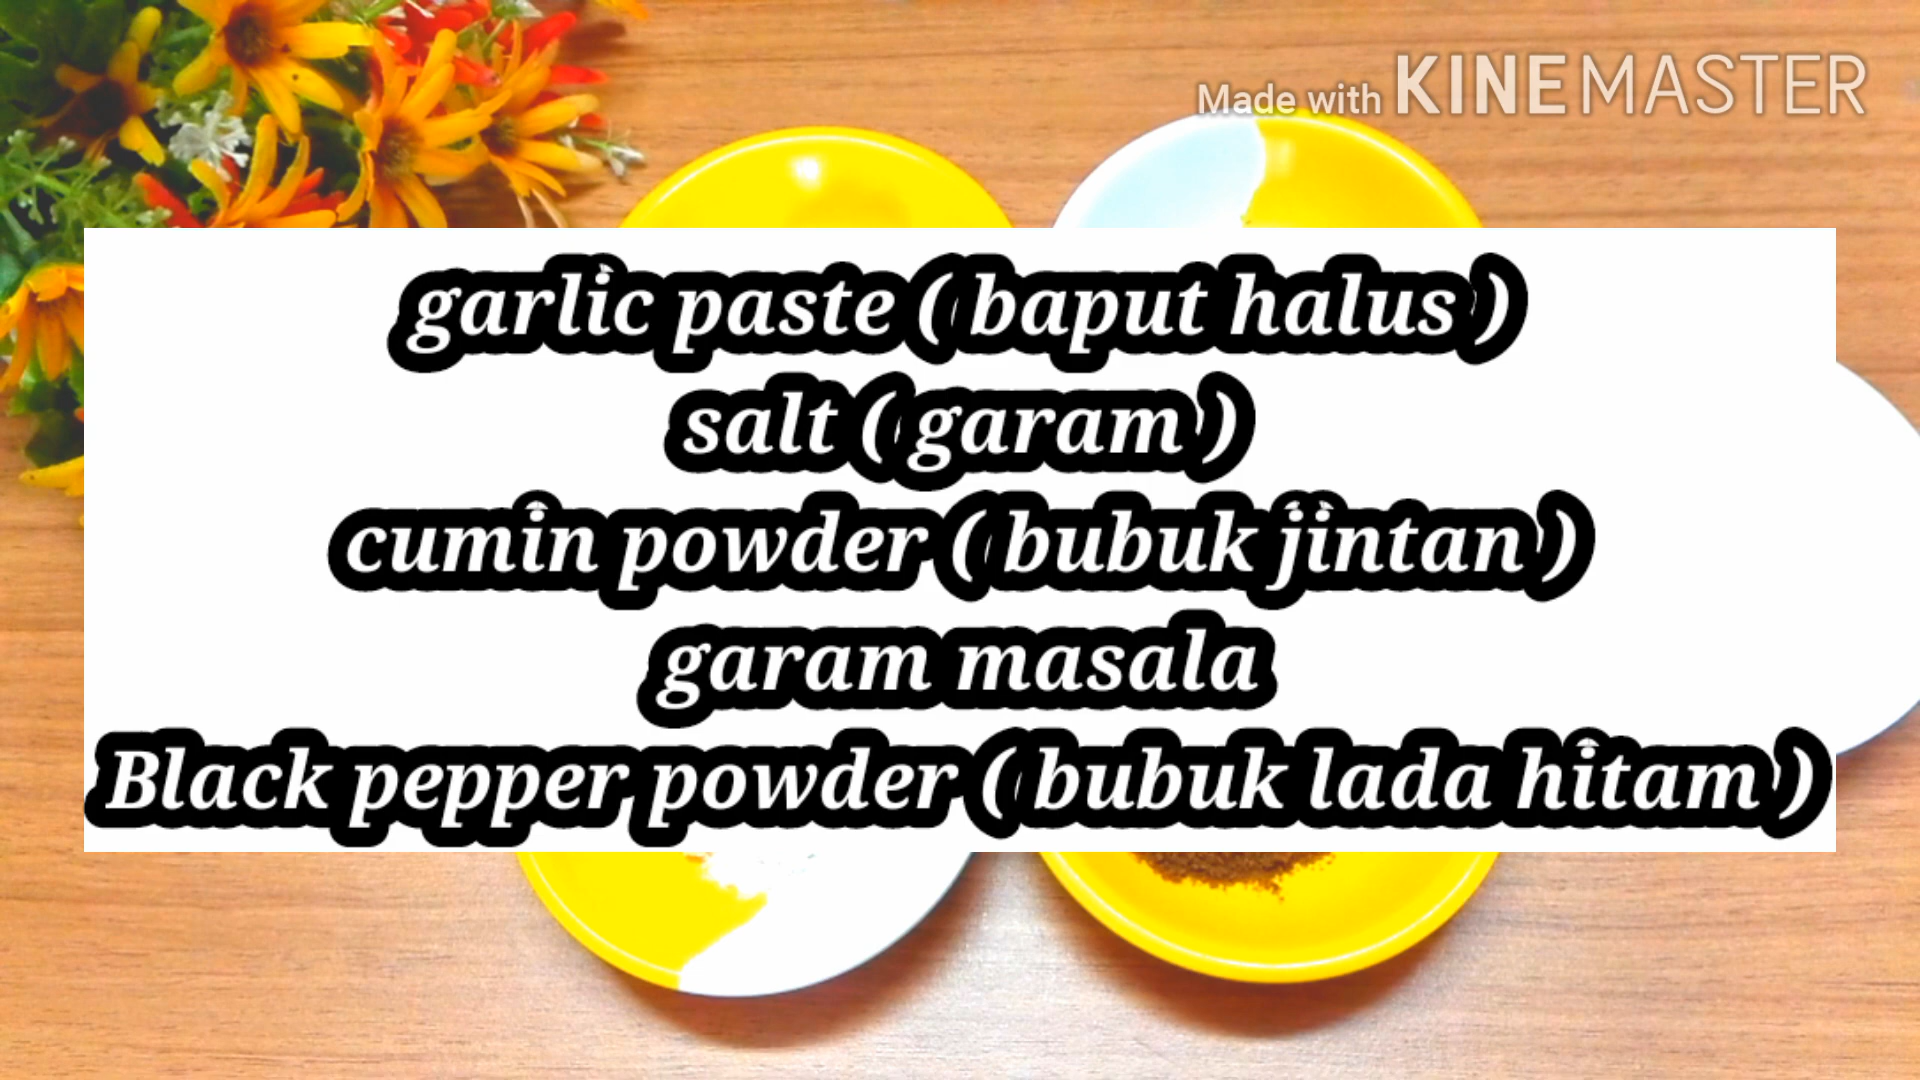 Made with KINEMASTER
garlic paste ( baput halus )
salt ( garam )
cumin powder ( bubuk jintan )
garam masala
Black pepper powder ( bubuk lada hitam )